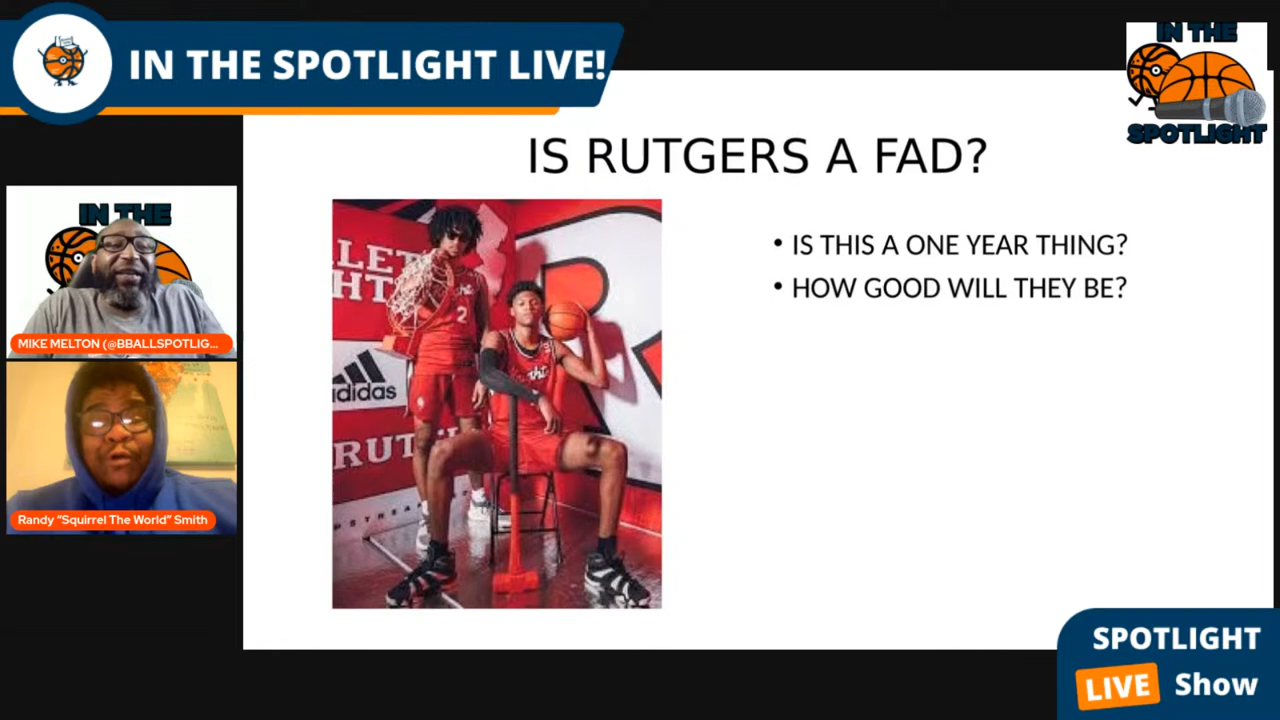 IN THE SPOTLIGHT LIVE!
IN THE
SPOTLIGHT
IS RUTGERS A FAD?
• IS THIS A ONE YEAR THING?
• HOW GOOD WILL THEY BE?
IN THE
MIKE MELTON (@BBALLSPOTLIG...
Randy "Squirrel The World" Smith
2
adidas
RUT
SPOTLIGHT
LIVE Show